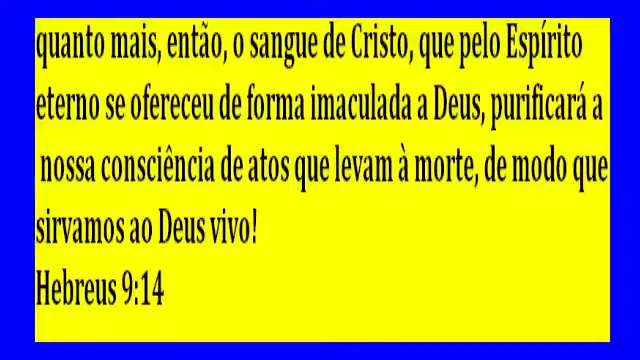 quanto mais, então, o sangue de Cristo, que pelo Espírito
eterno se ofereceu de forma imaculada a Deus, purificará a
nossa consciência de atos que levam à morte, de modo que
sirvamos ao Deus vivo!
Hebreus 9:14